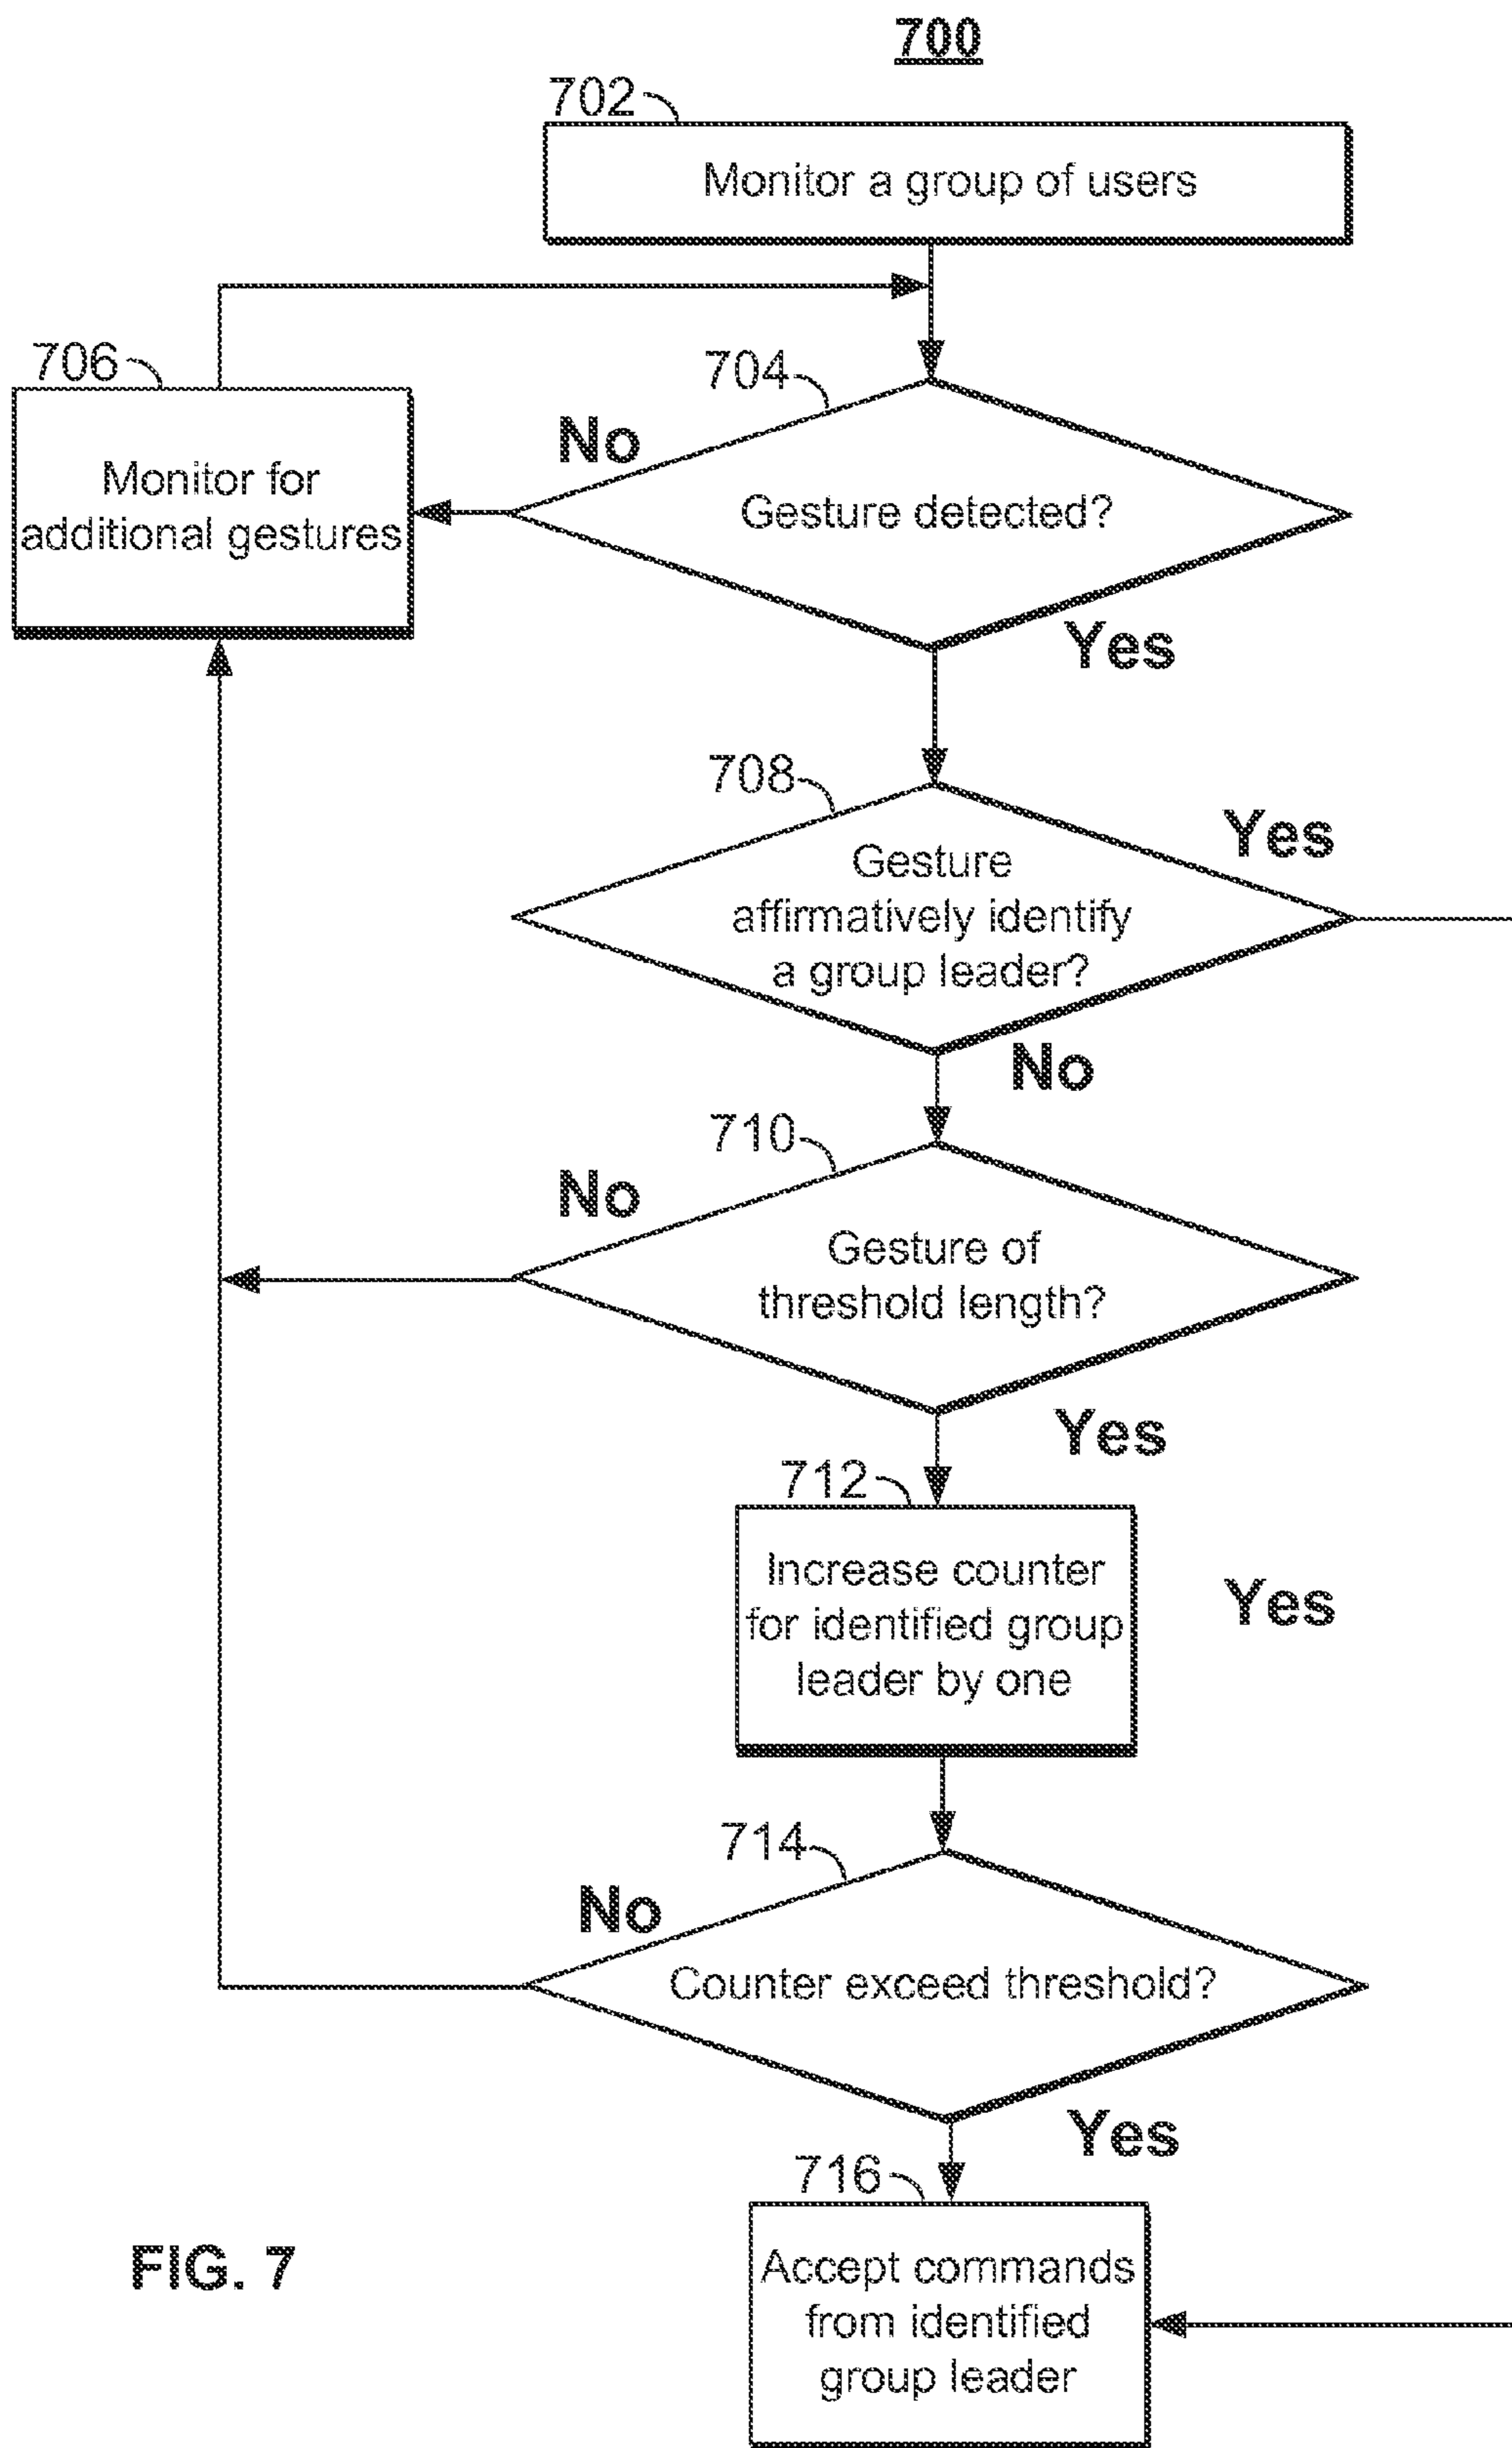 700
702
Monitor a group of users
706
Monitor for
additional gestures
704
No
Gesture detected?
Yes
708
Yes
Gesture
affirmatively identify
a group leader?
No
710
No
Gesture of
threshold length?
Yes
712
Increase counter
for identified group
leader by one
Yes
714
No
Counter exceed threshold?
Yes
716
Accept commands
from identified
group leader
FIG. 7